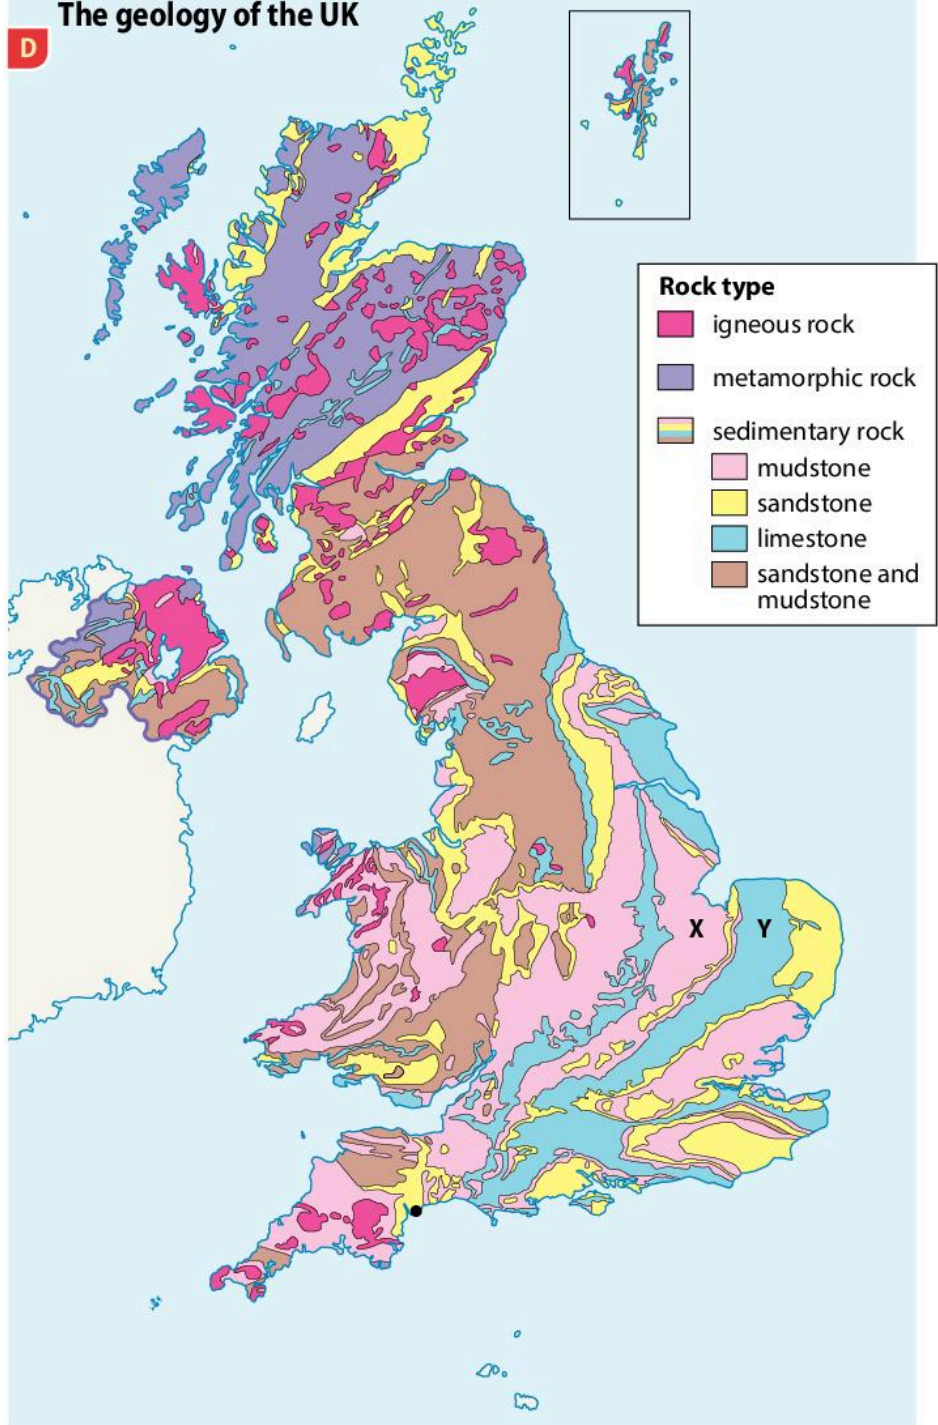 The geology of the UK
D
Rock type
igneous rock
metamorphic rock
sedimentary rock
mudstone
sandstone
limestone
sandstone and
mudstone
X Y